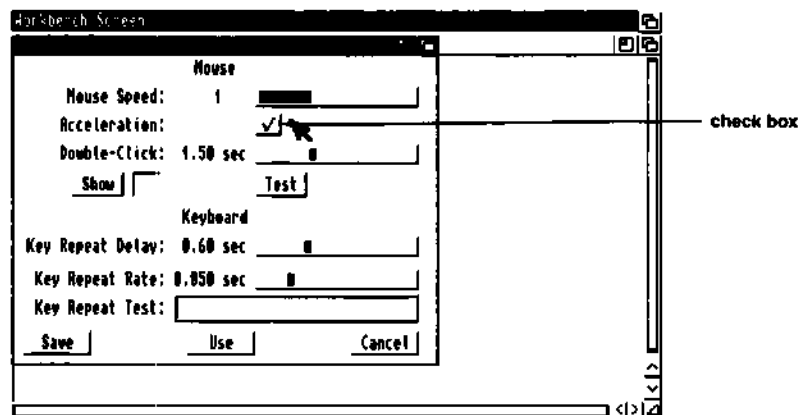 Workbench Screen
Mouse
Mouse Speed: 1
Acceleration: ✓
check box
Double-Click: 1.50 sec
Show Test
Keyboard
Key Repeat Delay: 0.60 sec
Key Repeat Rate: 0.050 sec
Key Repeat Test:
Save Use Cancel